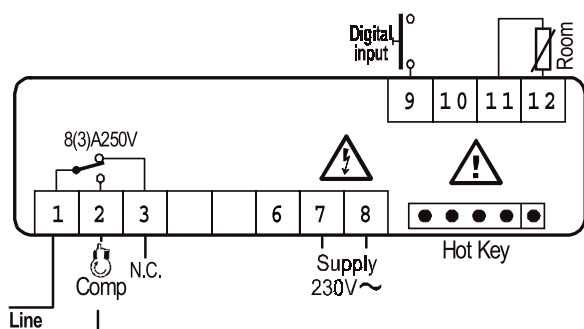 Digital
input
Room
9 10 11 12
8(3)A250V
1 2 3 6 7 8
Hot Key
Comp
N.C.
Supply
230V~
Line